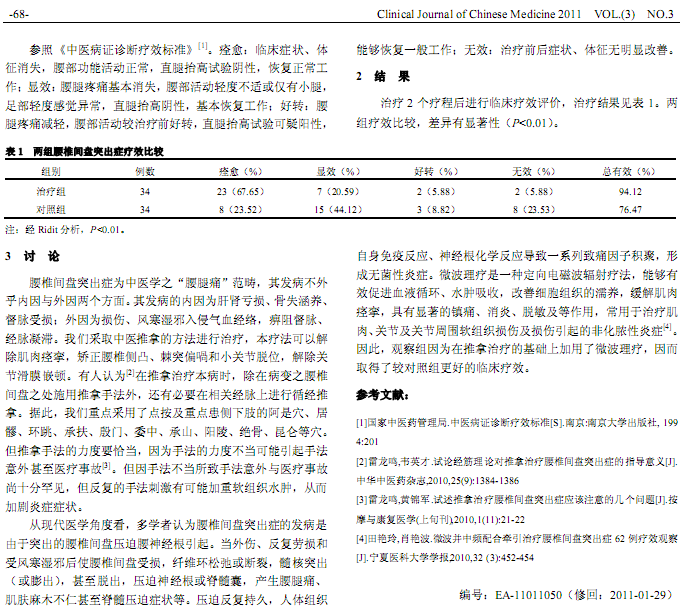 -68-
Clinical Journal of Chinese Medicine 2011 VOL.(3) NO.3
参照《中医病证诊断疗效标准》[1]。痊愈：临床症状、体
征消失，腰部功能活动正常，直腿抬高试验阴性，恢复正常工
作；显效：腰腿疼痛基本消失，腰部活动轻度不适或仅有小腿，
足部轻度感觉异常，直腿抬高阴性，基本恢复工作；好转：腰
腿疼痛减轻，腰部活动较治疗前好转，直腿抬高试验可疑阳性，
能够恢复一般工作；无效：治疗前后症状、体征无明显改善。
2 结 果
治疗 2 个疗程后进行临床疗效评价，治疗结果见表 1。两
组疗效比较，差异有显著性（P<0.01）。
表 1 两组腰椎间盘突出症疗效比较
组别 例数 痊愈（%） 显效（%） 好转（%） 无效（%） 总有效（%）
治疗组 34 23（67.65） 7（20.59） 2（5.88） 2（5.88） 94.12
对照组 34 8（23.52） 15（44.12） 3（8.82） 8（23.53） 76.47
注：经 Ridit 分析，P<0.01。
3 讨 论
腰椎间盘突出症为中医学之“腰腿痛”范畴，其发病不外
乎内因与外因两个方面。其发病的内因为肝肾亏损、骨失涵养、
督脉受损；外因为损伤、风寒湿邪入侵气血经络，痹阻督脉、
经脉凝滞。我们采取中医推拿的方法进行治疗，本疗法可以解
除肌肉痉挛，矫正腰椎侧凸、棘突偏㖞和小关节脱位，解除关
节滑膜嵌顿。有人认为[2]在推拿治疗本病时，除在病变之腰椎
间盘之处施用推拿手法外，还有必要在相关经脉上进行循经推
拿。据此，我们重点采用了点按及重点患侧下肢的阿是穴、居
髎、环跳、承扶、殷门、委中、承山、阳陵、绝骨、昆仑等穴。
但推拿手法的力度要恰当，因为手法的力度不当可能引起手法
意外甚至医疗事故[3]。但因手法不当所致手法意外与医疗事故
尚十分罕见，但反复的手法刺激有可能加重软组织水肿，从而
加剧炎症症状。
从现代医学角度看，多学者认为腰椎间盘突出症的发病是
由于突出的腰椎间盘压迫腰神经根引起。当外伤、反复劳损和
受风寒湿邪后使腰椎间盘受损，纤维环松弛或断裂，髓核突出
（或膨出），甚至脱出，压迫神经根或脊髓囊，产生腰腿痛、
肌肤麻木不仁甚至脊髓压迫症状等。压迫反复持久，人体组织
自身免疫反应、神经根化学反应导致一系列致痛因子积聚，形
成无菌性炎症。微波理疗是一种定向电磁波辐射疗法，能够有
效促进血液循环、水肿吸收，改善细胞组织的濡养，缓解肌肉
痉挛，具有显著的镇痛、消炎、脱敏及等作用，常用于治疗肌
肉、关节及关节周围软组织损伤及损伤引起的非化脓性炎症[4]。
因此，观察组因为在推拿治疗的基础上加用了微波理疗，因而
取得了较对照组更好的临床疗效。
参考文献：
[1]国家中医药管理局.中医病证诊断疗效标准[S].南京:南京大学出版社, 199
4:201
[2]雷龙鸣,韦英才.试论经筋理论对推拿治疗腰椎间盘突出症的指导意义[J].
中华中医药杂志,2010,25(9):1384-1386
[3]雷龙鸣,黄锦军.试述推拿治疗腰椎间盘突出症应该注意的几个问题[J].按
摩与康复医学(上旬刊),2010,1(11):21-22
[4]田艳玲,肖艳波.微波并中频配合牵引治疗腰椎间盘突出症 62 例疗效观察
[J].宁夏医科大学学报,2010,32 (3):452-454
编号：EA-11011050（修回：2011-01-29）